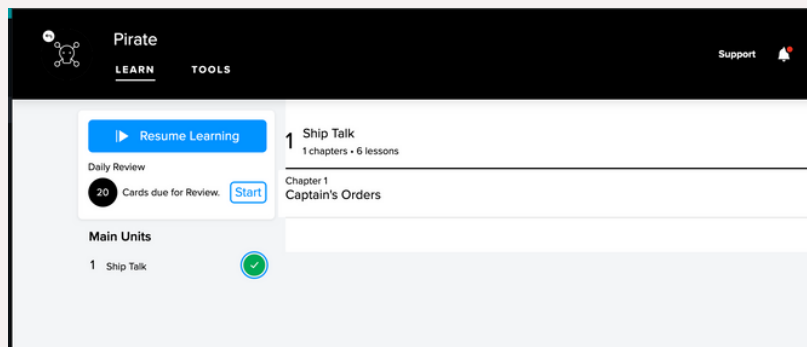 Pirate
LEARN TOOLS
Support
Resume Learning
Daily Review
20 Cards due for Review. Start
Main Units
1 Ship Talk
1 Ship Talk
1 chapters • 6 lessons
Chapter 1
Captain's Orders